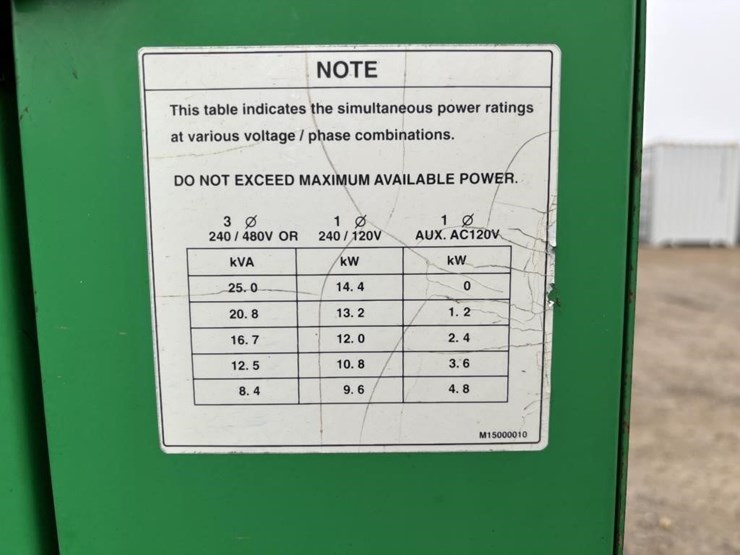 NOTE
This table indicates the simultaneous power ratings
at various voltage / phase combinations.
DO NOT EXCEED MAXIMUM AVAILABLE POWER.
3 Ø 1 Ø 1 Ø
240 / 480V OR 240 / 120V AUX. AC120V
kVA kW kW
25. 0 14. 4 0
20. 8 13. 2 1. 2
16. 7 12. 0 2. 4
12. 5 10. 8 3. 6
8. 4 9. 6 4. 8
M15000010